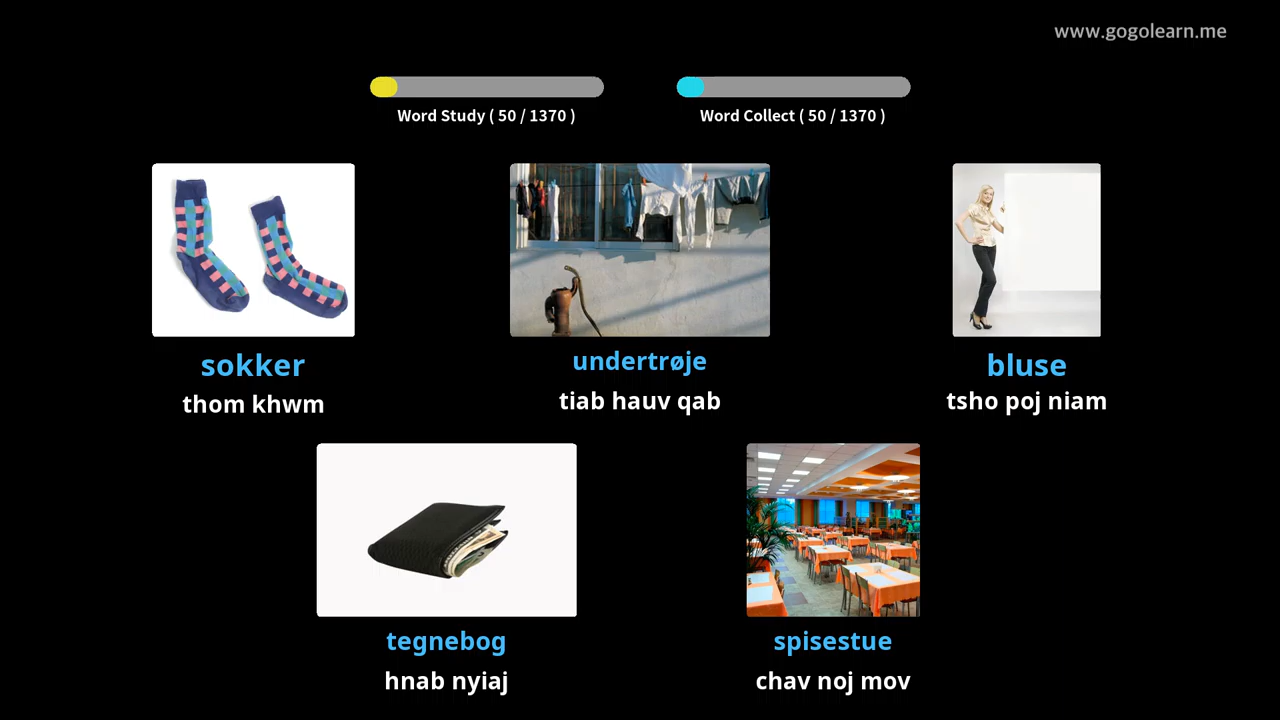 www.gogolearn.me
Word Study ( 50 / 1370 )
Word Collect ( 50 / 1370 )
sokker
thom khwm
undertrøje
tiab hauv qab
bluse
tsho poj niam
tegnebog
hnab nyiaj
spisestue
chav noj mov